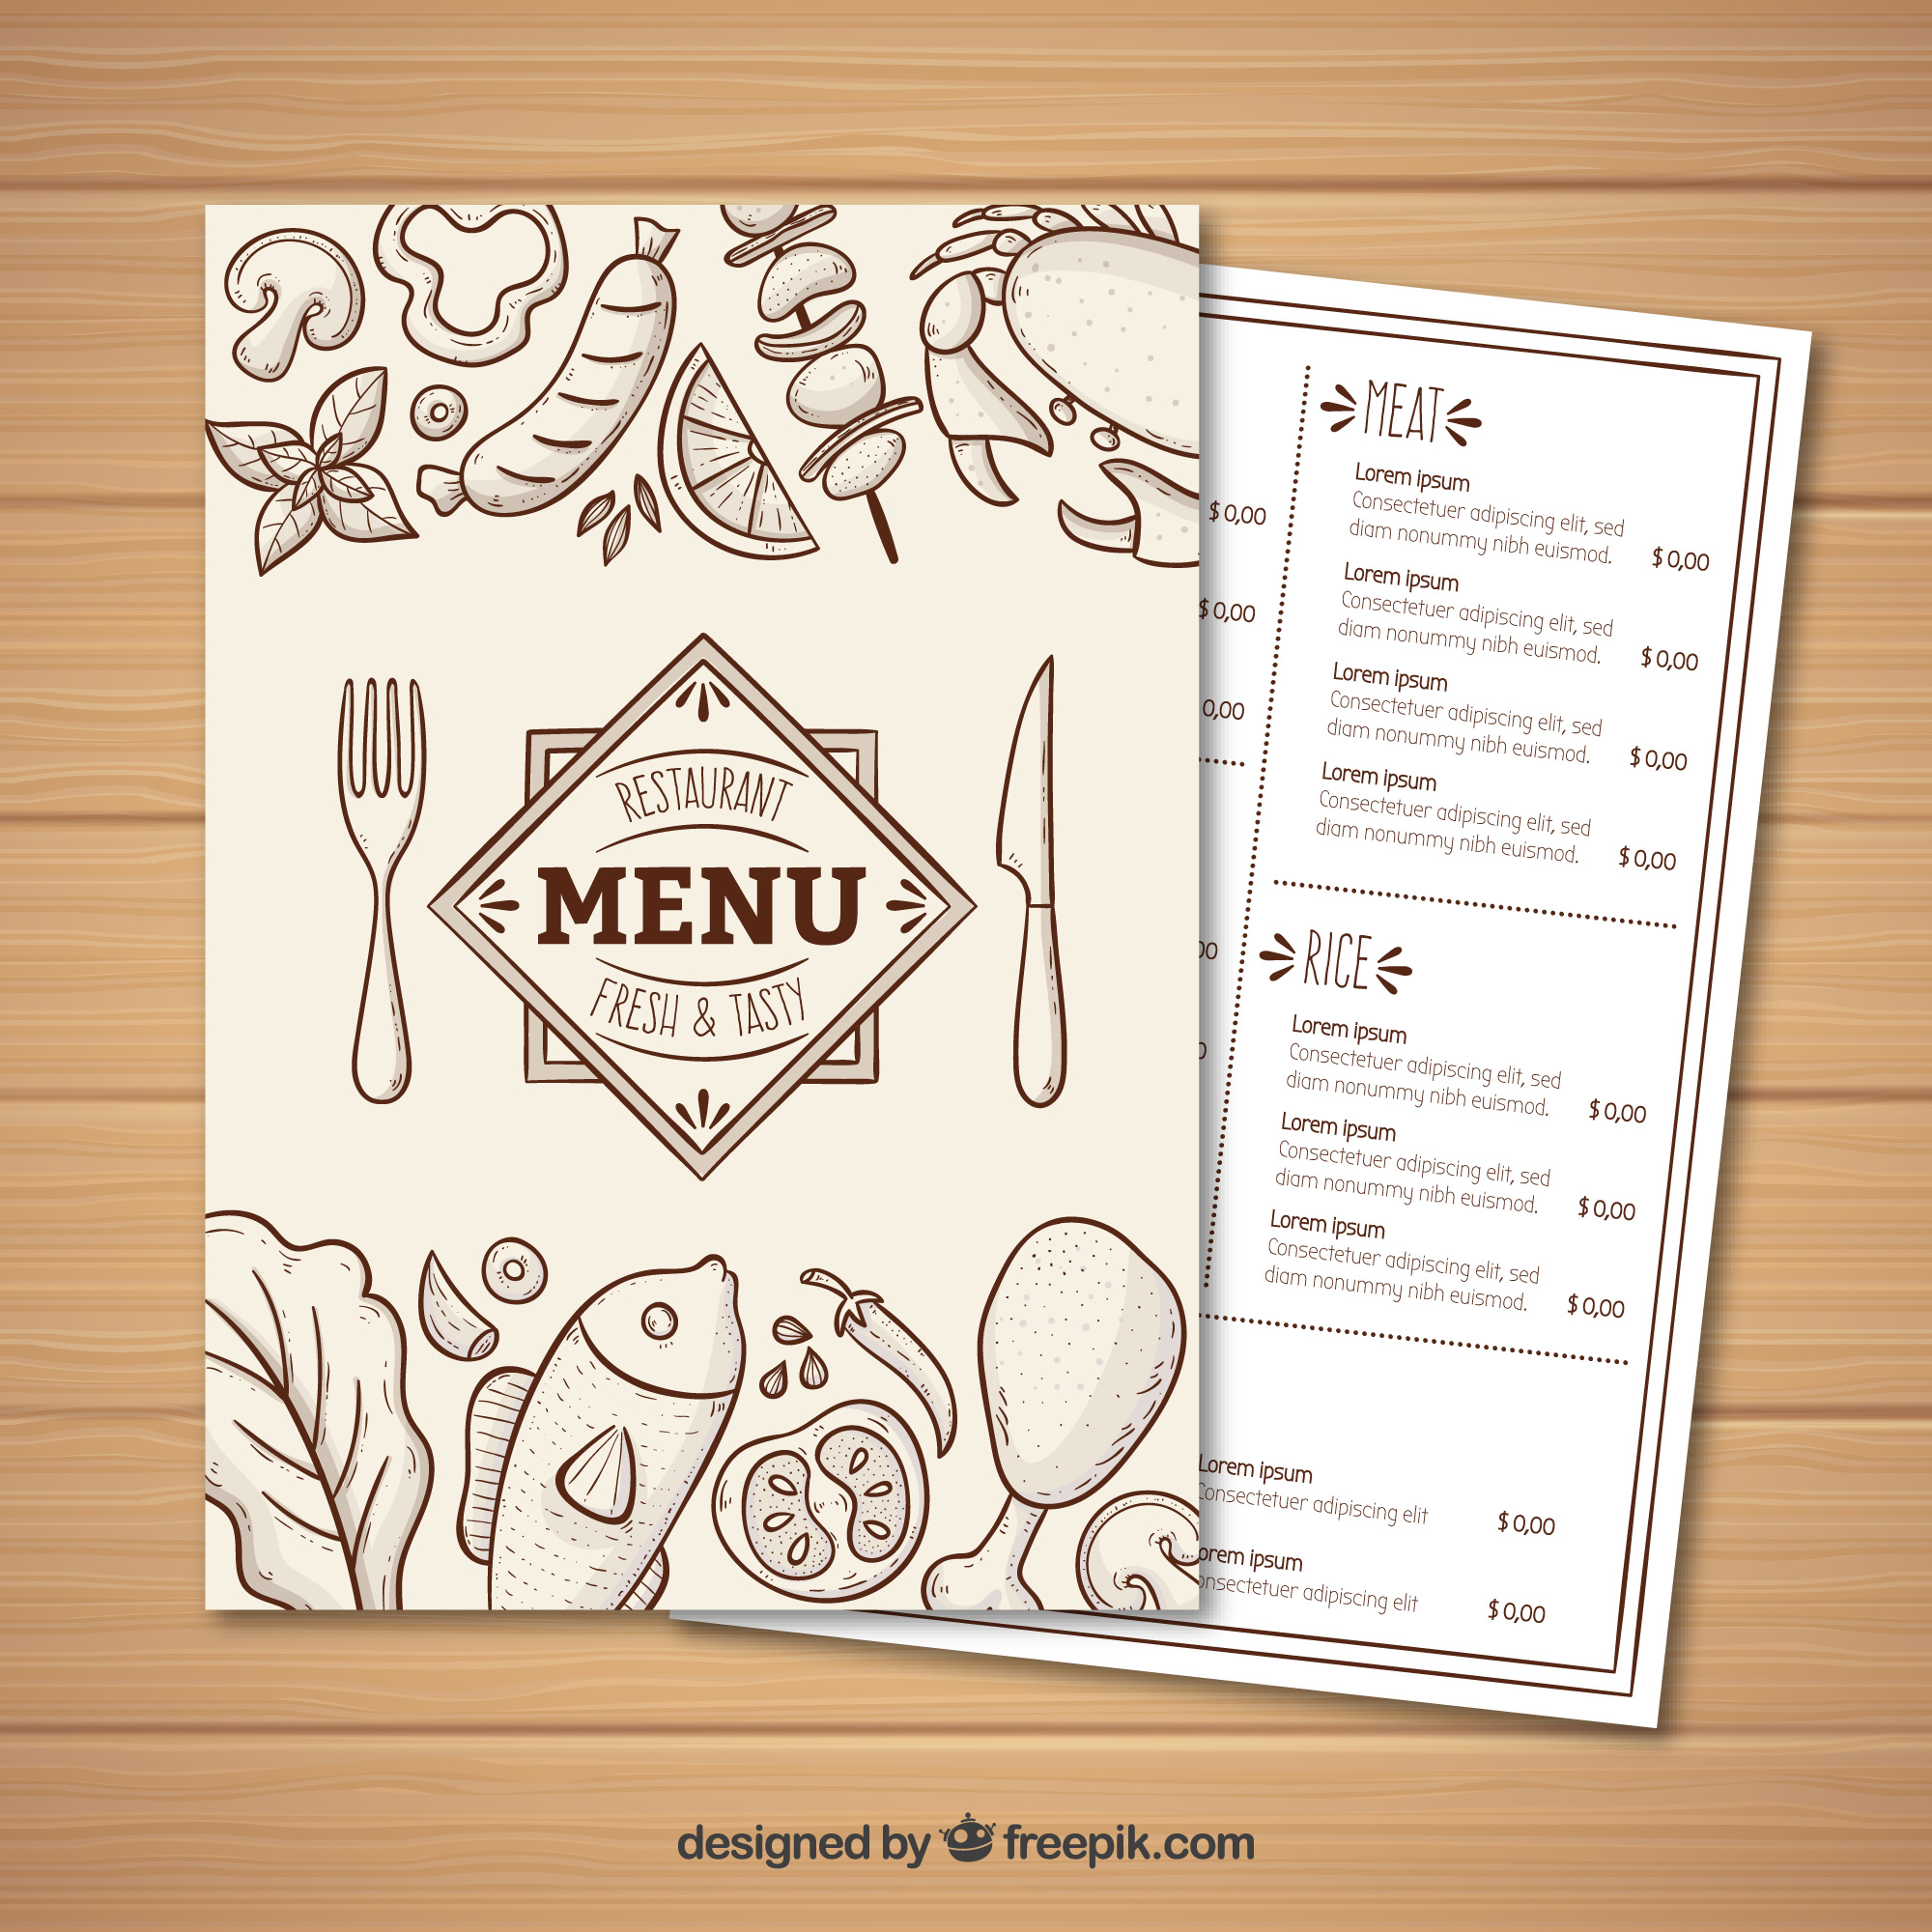 RESTAURANT
MENU
FRESH & TASTY
$ 0,00
$ 0,00
0,00
MEAT
Lorem ipsum
Consectetuer adipiscing elit, sed
diam nonummy nibh euismod. $ 0,00
Lorem ipsum
Consectetuer adipiscing elit, sed
diam nonummy nibh euismod. $ 0,00
Lorem ipsum
Consectetuer adipiscing elit, sed
diam nonummy nibh euismod. $ 0,00
Lorem ipsum
Consectetuer adipiscing elit, sed
diam nonummy nibh euismod. $ 0,00
RICE
Lorem ipsum
Consectetuer adipiscing elit, sed
diam nonummy nibh euismod. $ 0,00
Lorem ipsum
Consectetuer adipiscing elit, sed
diam nonummy nibh euismod. $ 0,00
Lorem ipsum
Consectetuer adipiscing elit, sed
diam nonummy nibh euismod. $ 0,00
Lorem ipsum
Consectetuer adipiscing elit $ 0,00
orem ipsum
onsectetuer adipiscing elit $ 0,00
designed by freepik.com